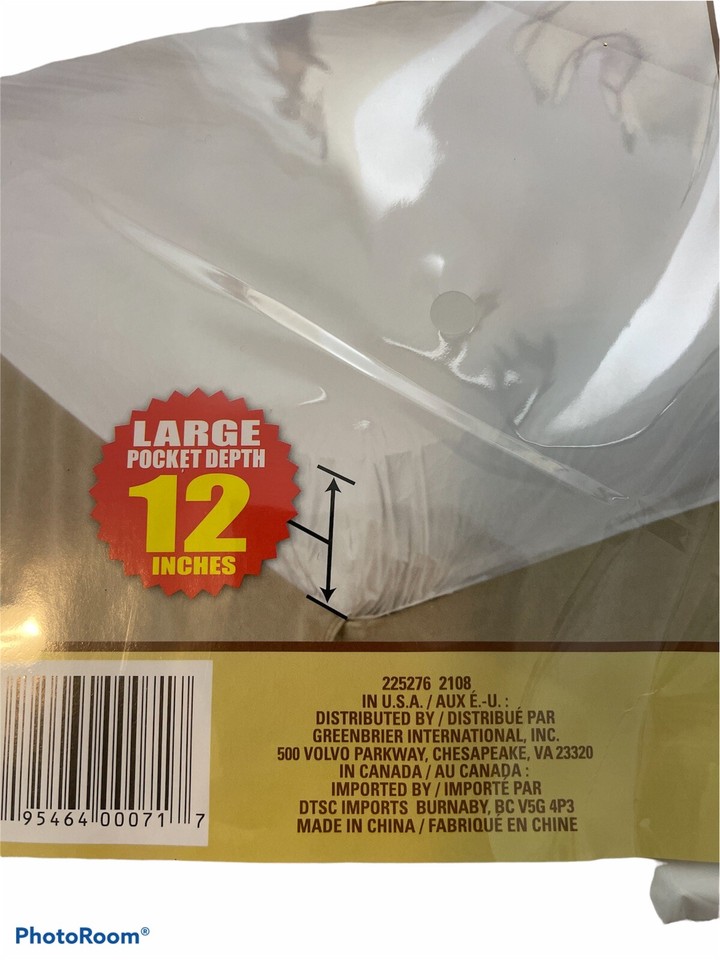 LARGE
POCKET DEPTH
12
INCHES
225276 2108
IN U.S.A. / AUX É.-U. :
DISTRIBUTED BY / DISTRIBUÉ PAR
GREENBRIER INTERNATIONAL, INC.
500 VOLVO PARKWAY, CHESAPEAKE, VA 23320
IN CANADA / AU CANADA :
IMPORTED BY / IMPORTÉ PAR
DTSC IMPORTS BURNABY, BC V5G 4P3
MADE IN CHINA / FABRIQUÉ EN CHINE
95464 00071 7
PhotoRoom®